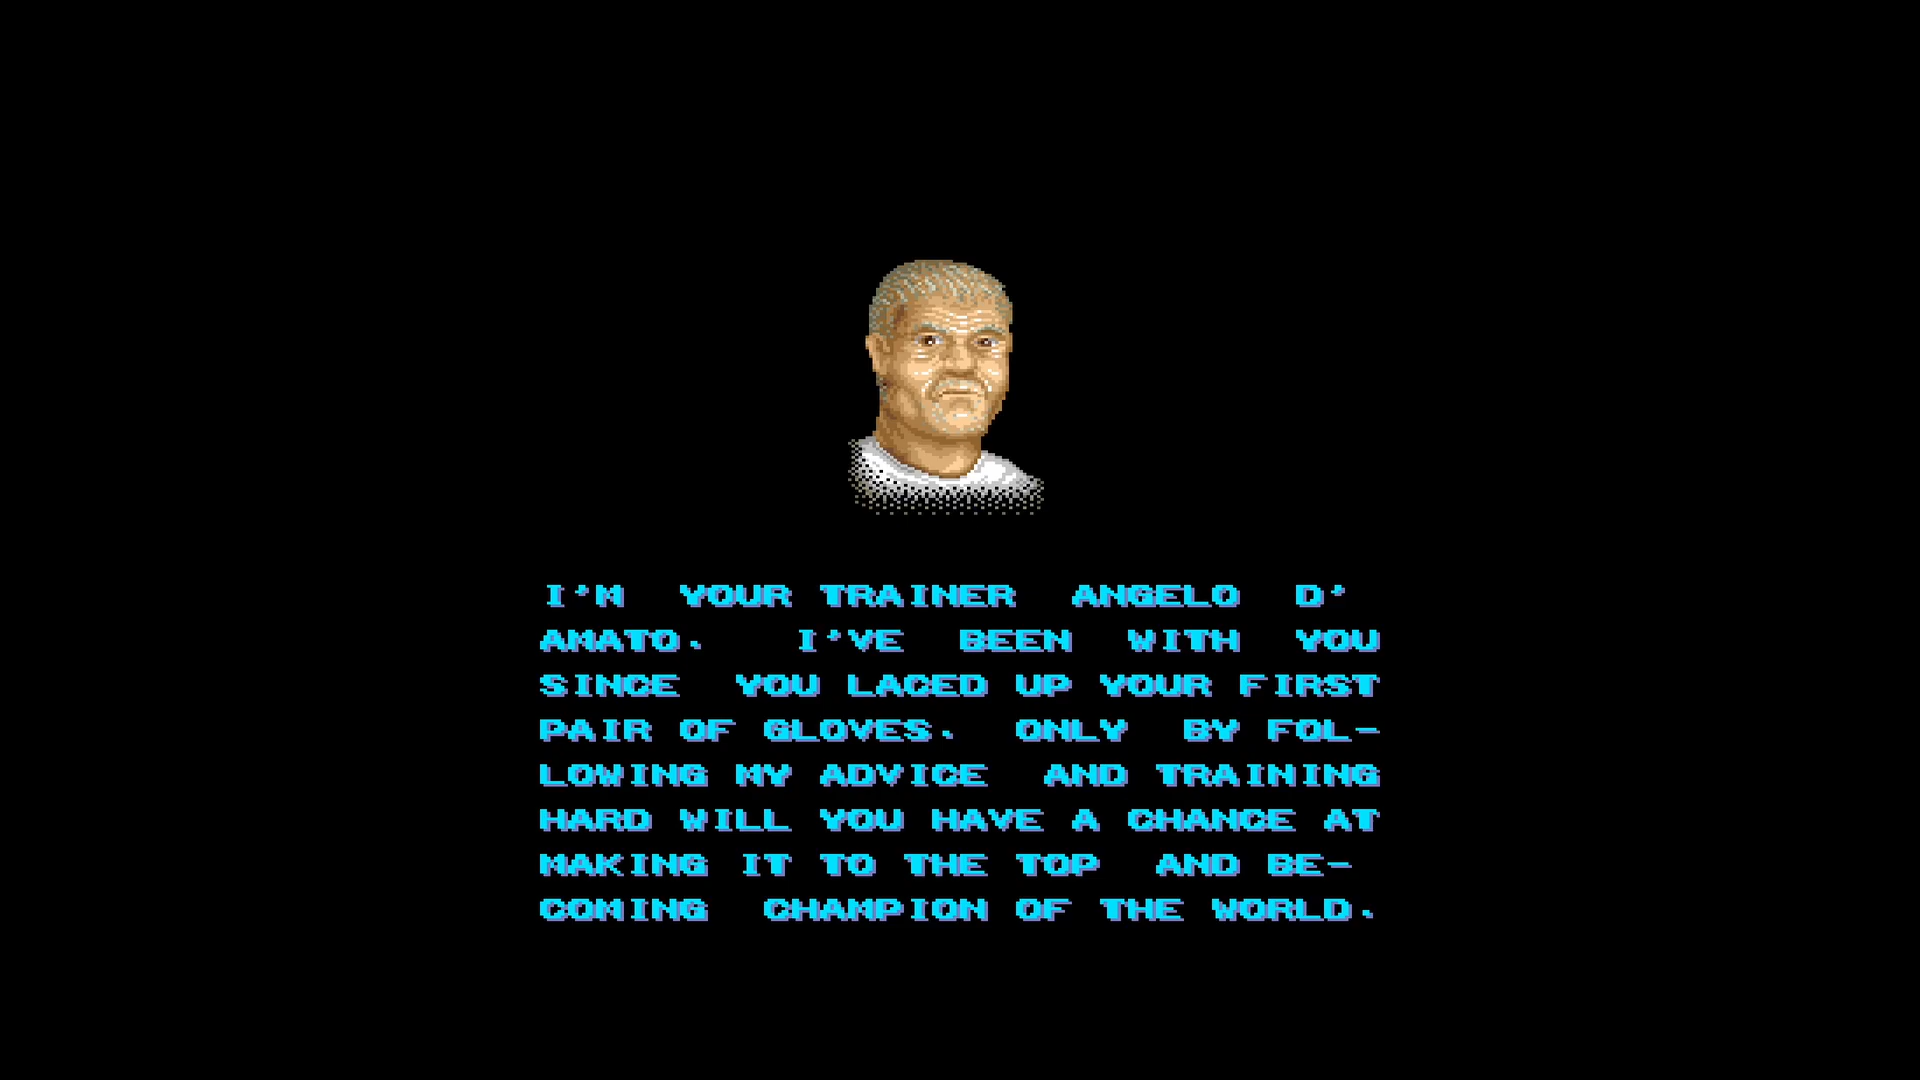 I'M YOUR TRAINER ANGELO D'
AMATO. I'VE BEEN WITH YOU
SINCE YOU LACED UP YOUR FIRST
PAIR OF GLOVES. ONLY BY FOL-
LOWING MY ADVICE AND TRAINING
HARD WILL YOU HAVE A CHANCE AT
MAKING IT TO THE TOP AND BE-
COMING CHAMPION OF THE WORLD.